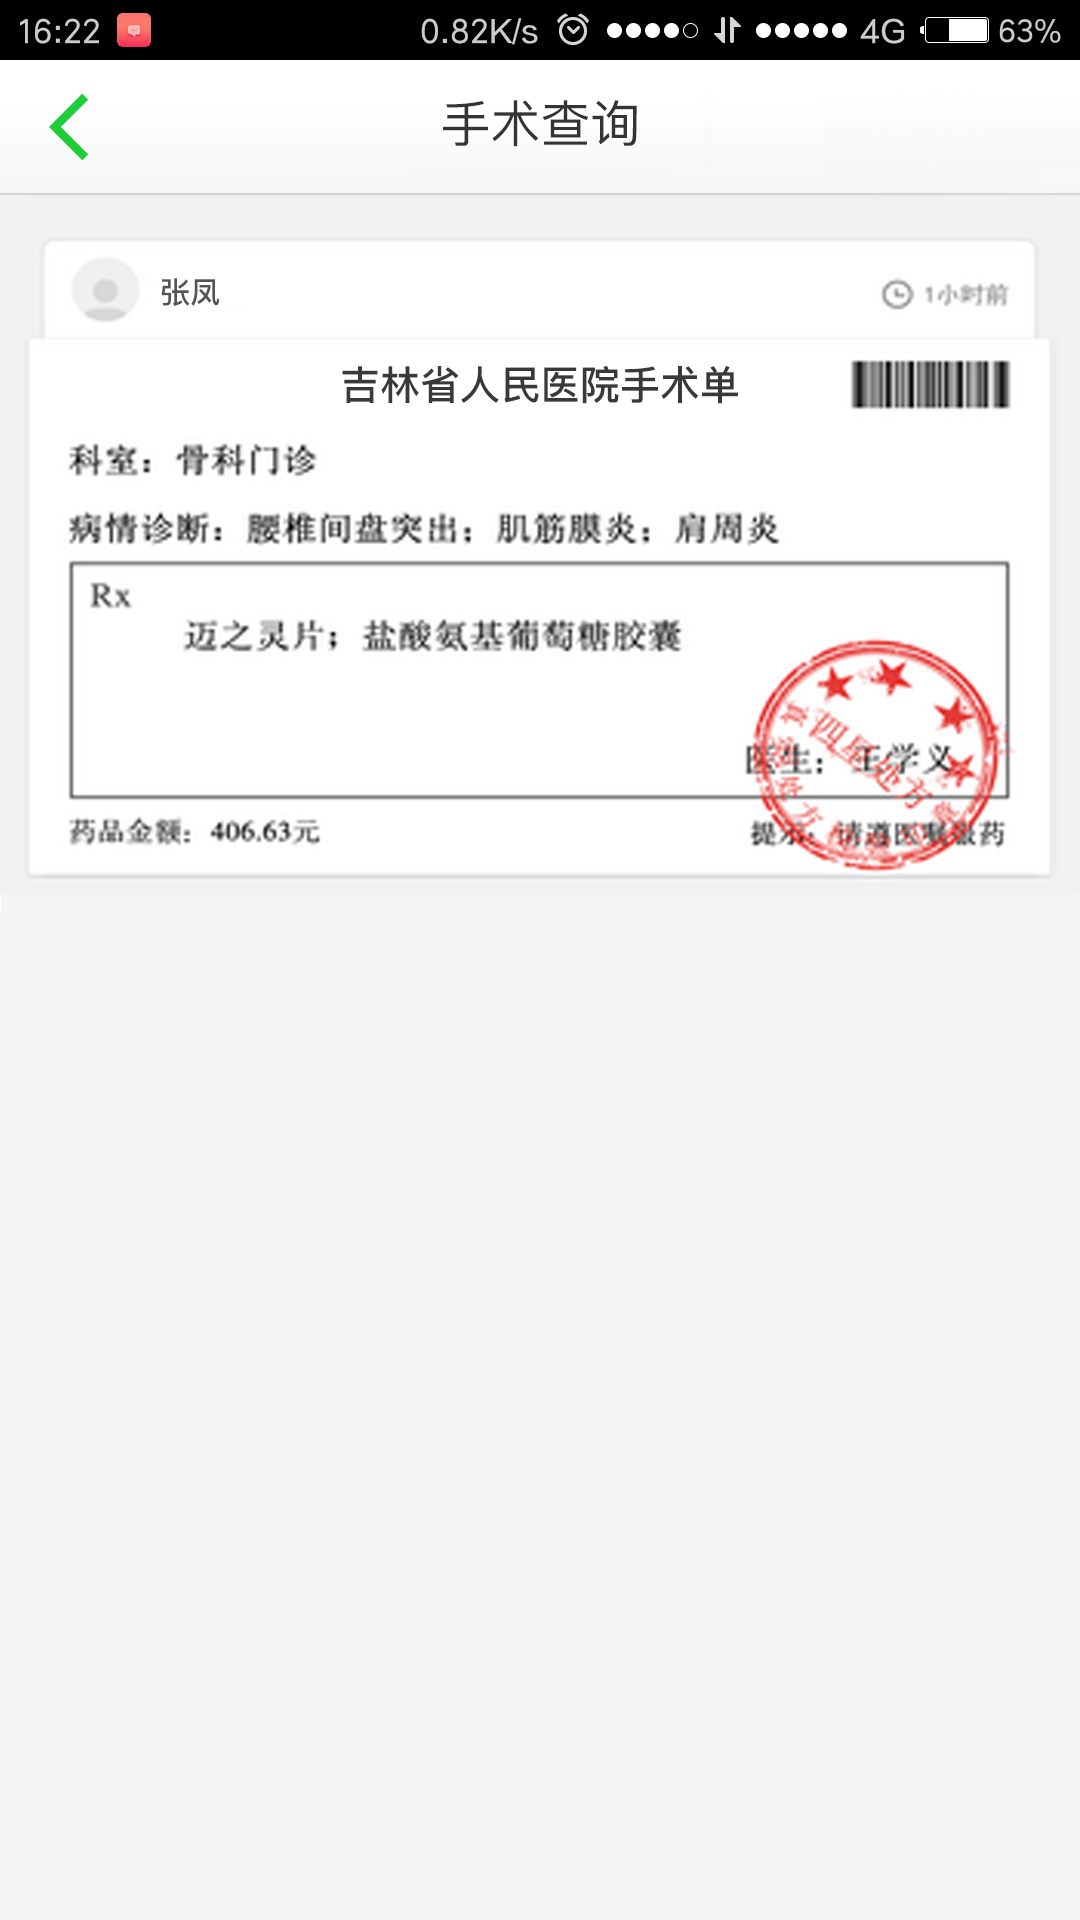 16:22 0.82K/s 4G 63%
手术查询
张凤 1小时前
吉林省人民医院手术单
科室：骨科门诊
病情诊断：腰椎间盘突出；肌筋膜炎；肩周炎
Rx
迈之灵片；盐酸氨基葡萄糖胶囊
四星处方
医生：王学义
药品金额：406.63元 提示：请遵医嘱服药